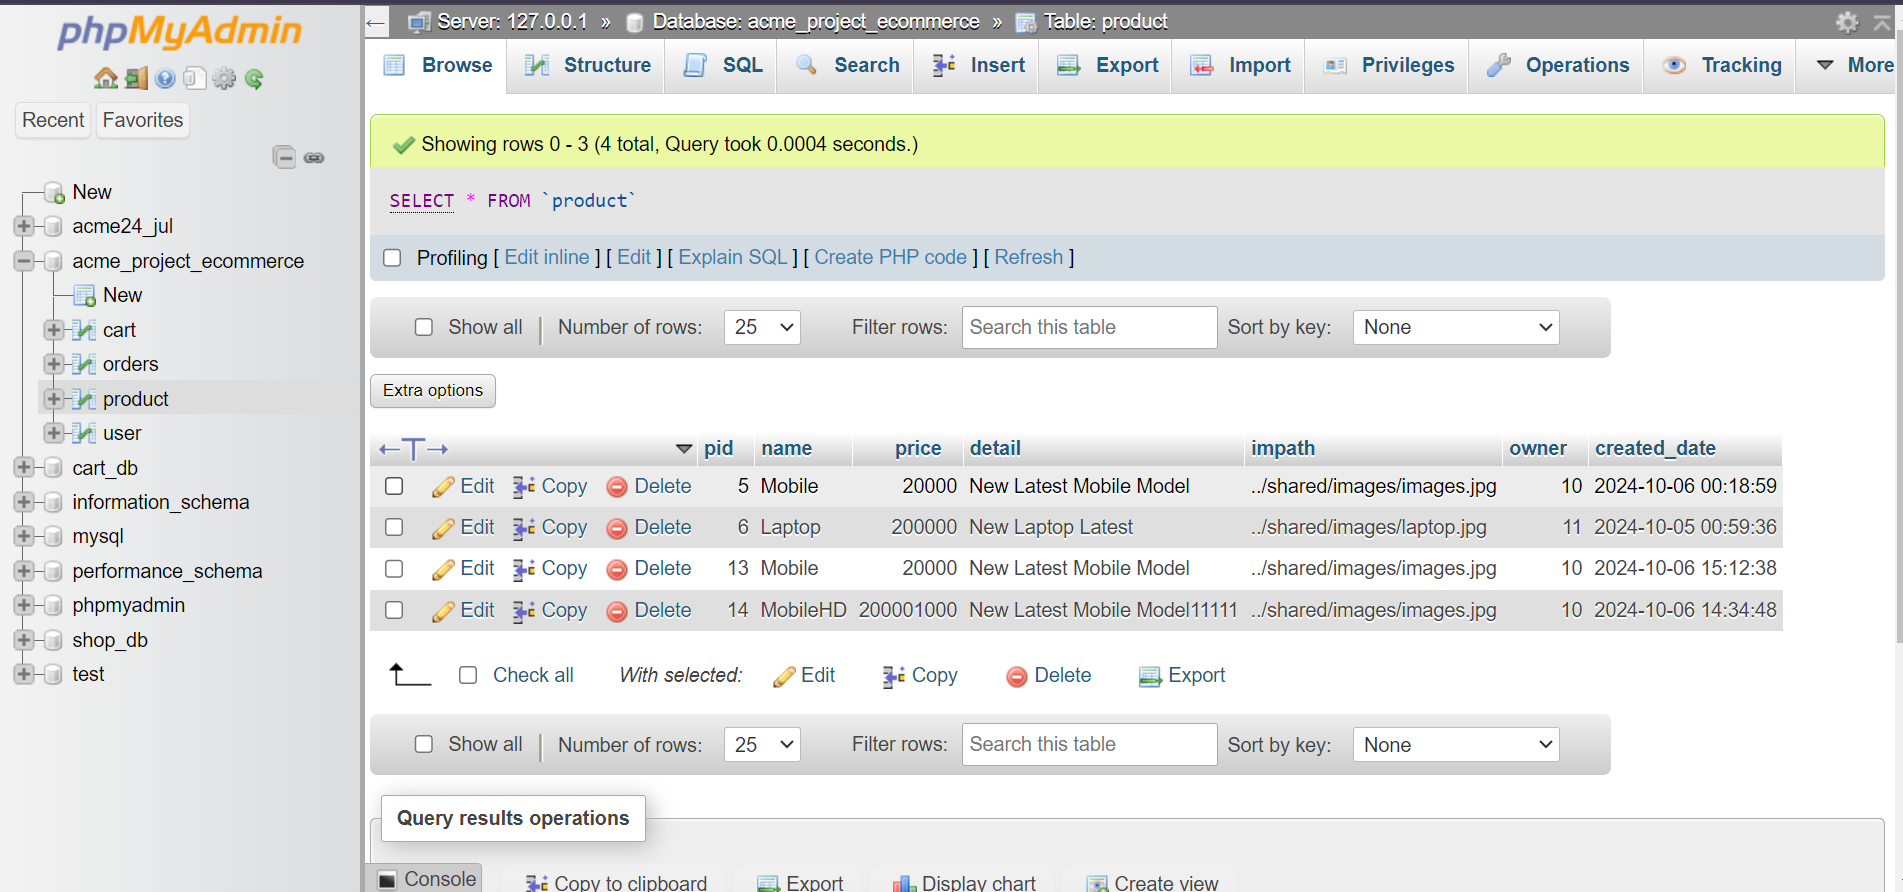 phpMyAdmin
Recent Favorites
New
acme24_jul
acme_project_ecommerce
New
cart
orders
product
user
cart_db
information_schema
mysql
performance_schema
phpmyadmin
shop_db
test
Server: 127.0.0.1 » Database: acme_project_ecommerce » Table: product
Browse Structure SQL Search Insert Export Import Privileges Operations Tracking More
Showing rows 0 - 3 (4 total, Query took 0.0004 seconds.)
SELECT * FROM `product`
Profiling [ Edit inline ] [ Edit ] [ Explain SQL ] [ Create PHP code ] [ Refresh ]
Show all Number of rows: 25 Filter rows: Search this table Sort by key: None
Extra options
pid name price detail impath owner created_date
Edit Copy Delete 5 Mobile 20000 New Latest Mobile Model ../shared/images/images.jpg 10 2024-10-06 00:18:59
Edit Copy Delete 6 Laptop 200000 New Laptop Latest ../shared/images/laptop.jpg 11 2024-10-05 00:59:36
Edit Copy Delete 13 Mobile 20000 New Latest Mobile Model ../shared/images/images.jpg 10 2024-10-06 15:12:38
Edit Copy Delete 14 MobileHD 200001000 New Latest Mobile Model11111 ../shared/images/images.jpg 10 2024-10-06 14:34:48
Check all With selected: Edit Copy Delete Export
Show all Number of rows: 25 Filter rows: Search this table Sort by key: None
Query results operations
Console Copy to clipboard Export Display chart Create view